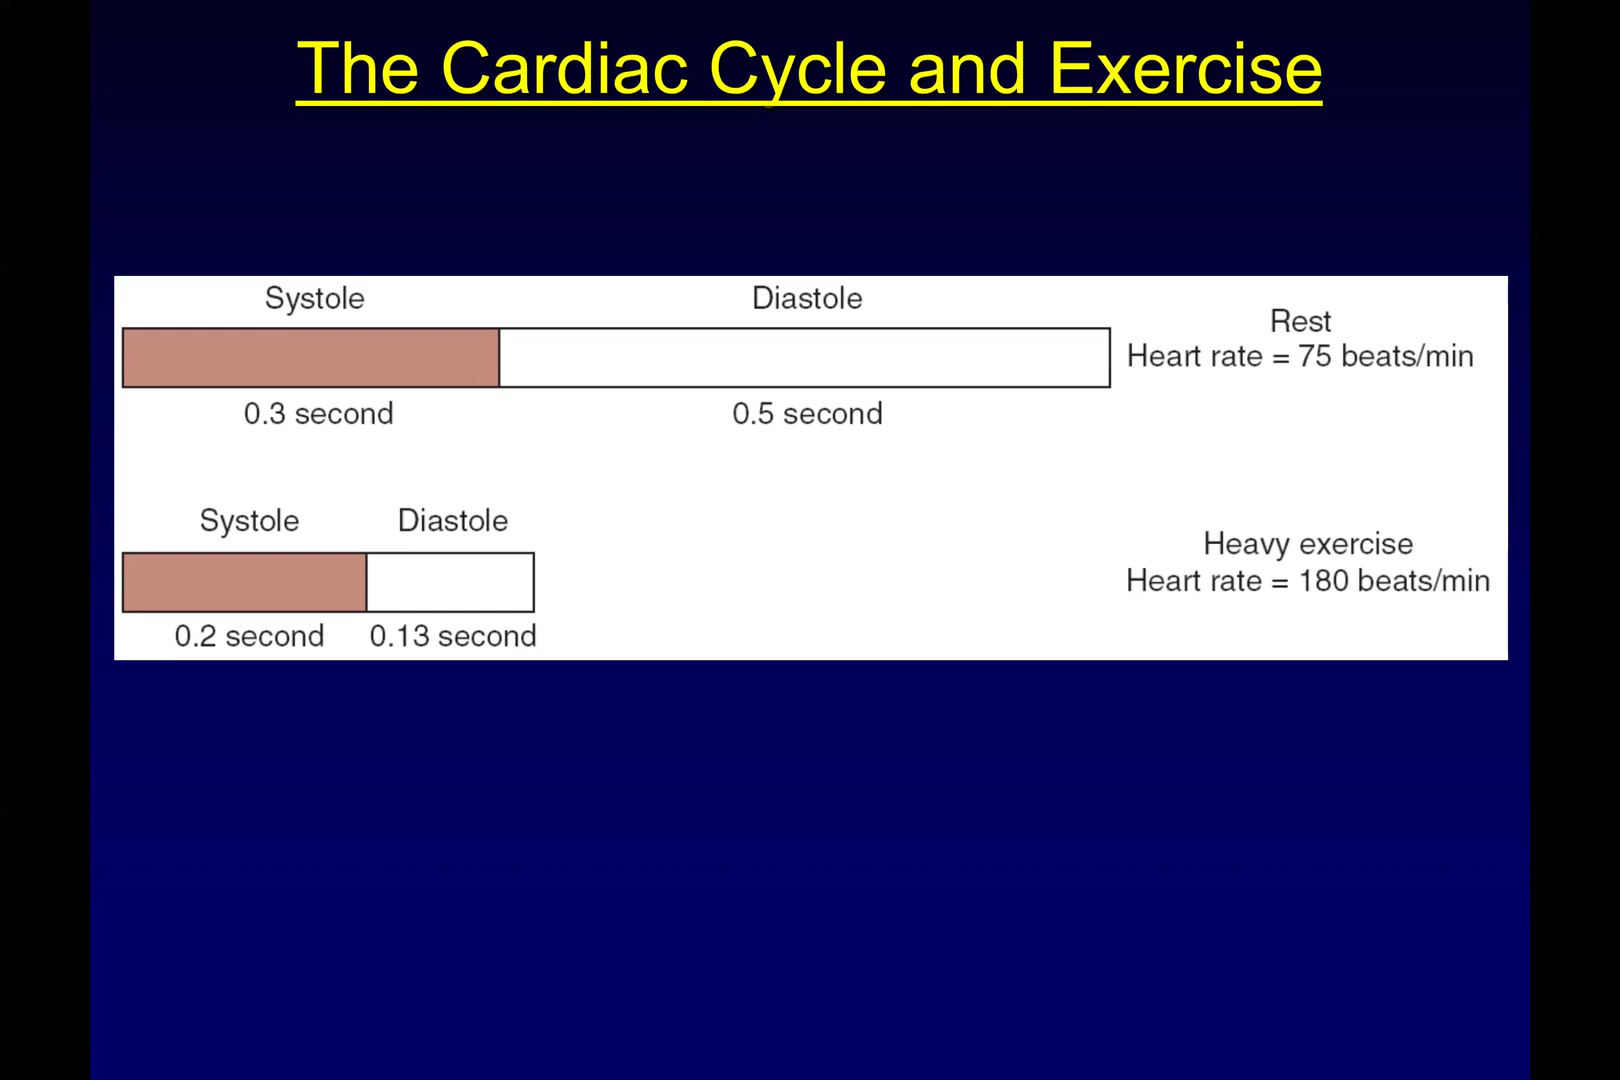 The Cardiac Cycle and Exercise
Systole
Diastole
Rest
Heart rate = 75 beats/min
0.3 second
0.5 second
Systole
Diastole
Heavy exercise
Heart rate = 180 beats/min
0.2 second
0.13 second